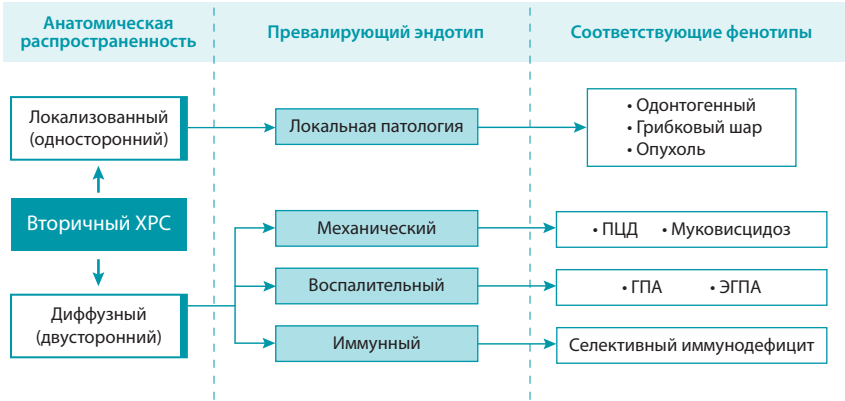 Анатомическая
распространенность
Превалирующий эндотип
Соответствующие фенотипы
Локализованный
(односторонний)
Локальная патология
• Одонтогенный
• Грибковый шар
• Опухоль
Вторичный ХРС
Механический
• ПЦД • Муковисцидоз
Воспалительный
• ГПА • ЭГПА
Диффузный
(двусторонний)
Иммунный
Селективный иммунодефицит